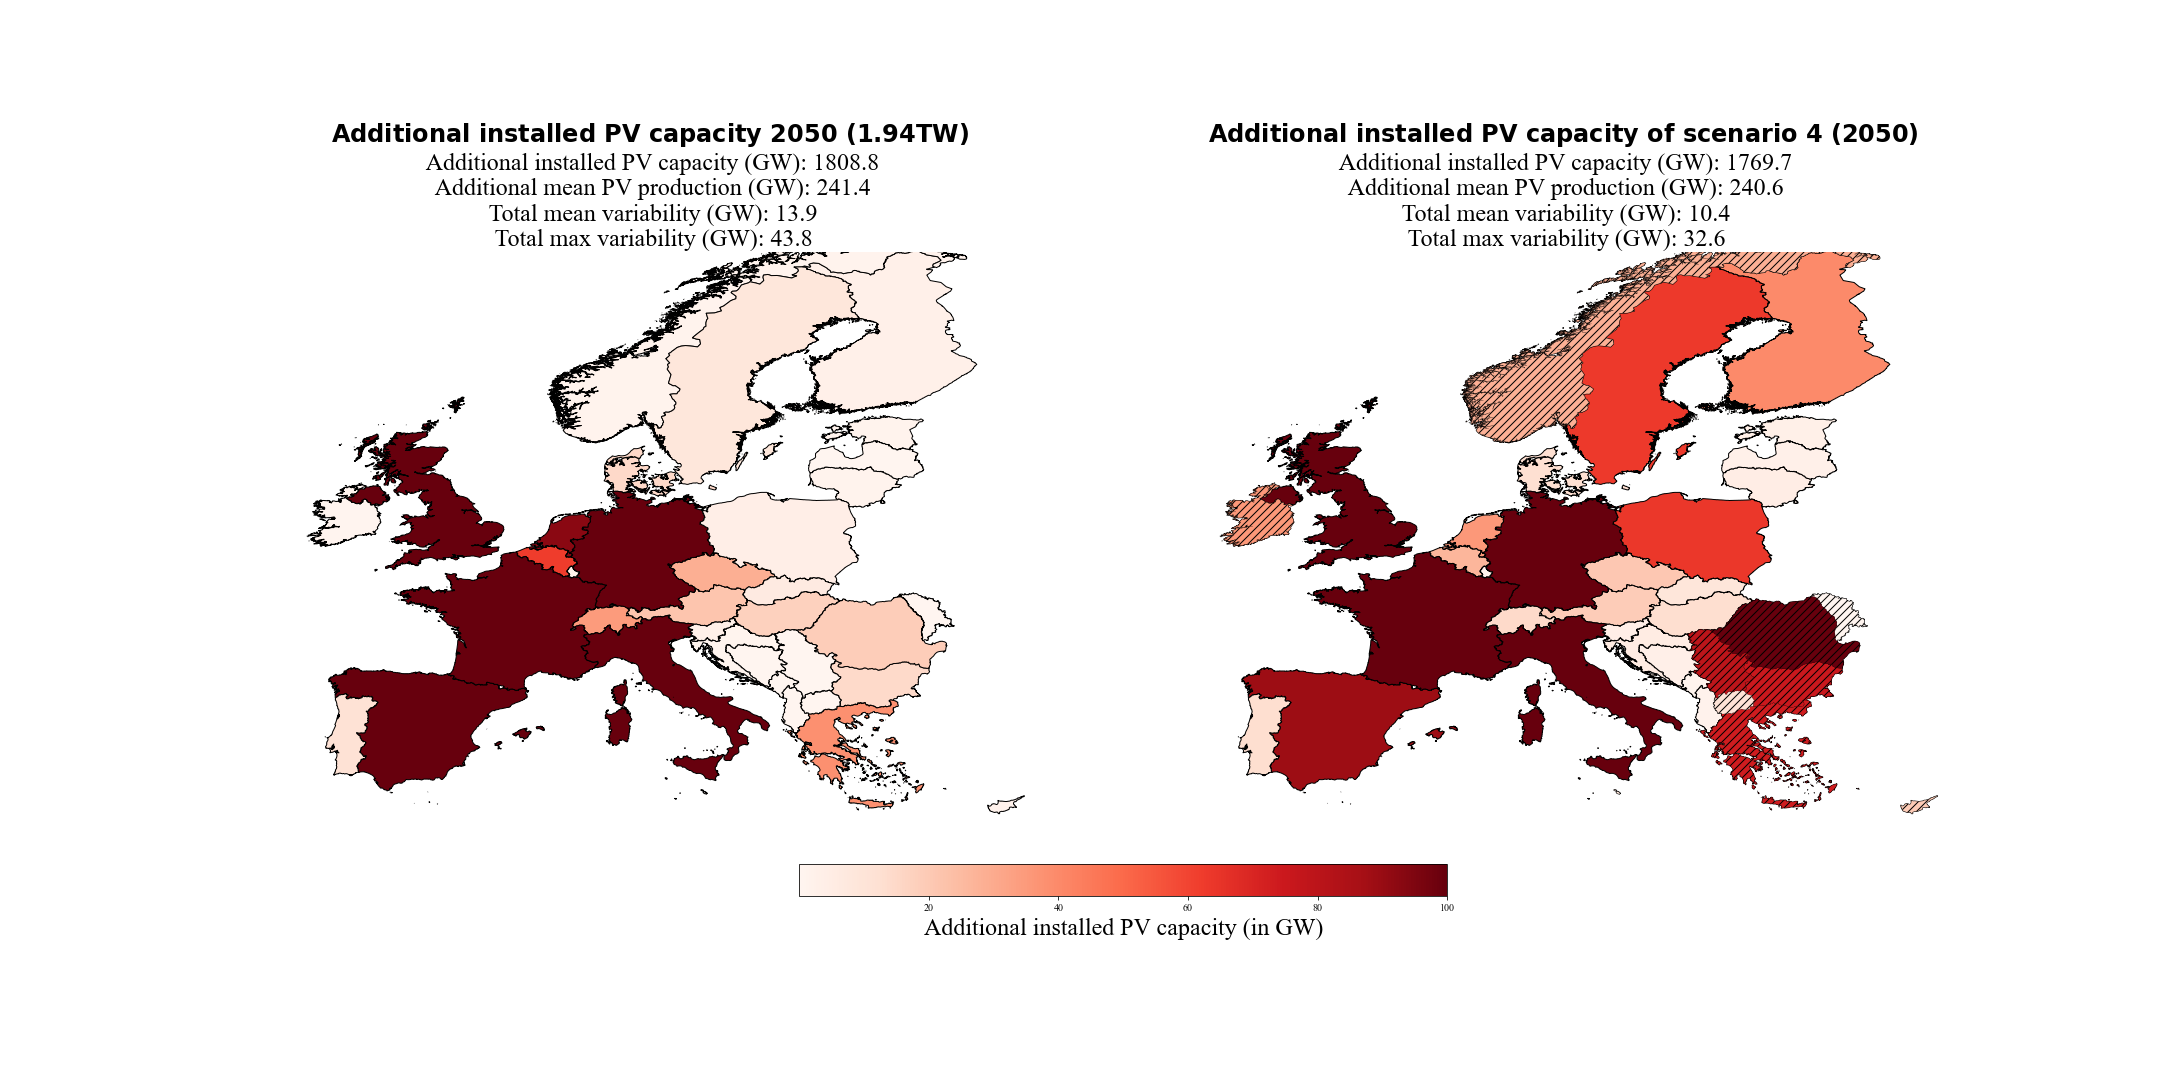 Additional installed PV capacity 2050 (1.94TW)
Additional installed PV capacity (GW): 1808.8
Additional mean PV production (GW): 241.4
Total mean variability (GW): 13.9
Total max variability (GW): 43.8
Additional installed PV capacity of scenario 4 (2050)
Additional installed PV capacity (GW): 1769.7
Additional mean PV production (GW): 240.6
Total mean variability (GW): 10.4
Total max variability (GW): 32.6
20 40 60 80 100
Additional installed PV capacity (in GW)